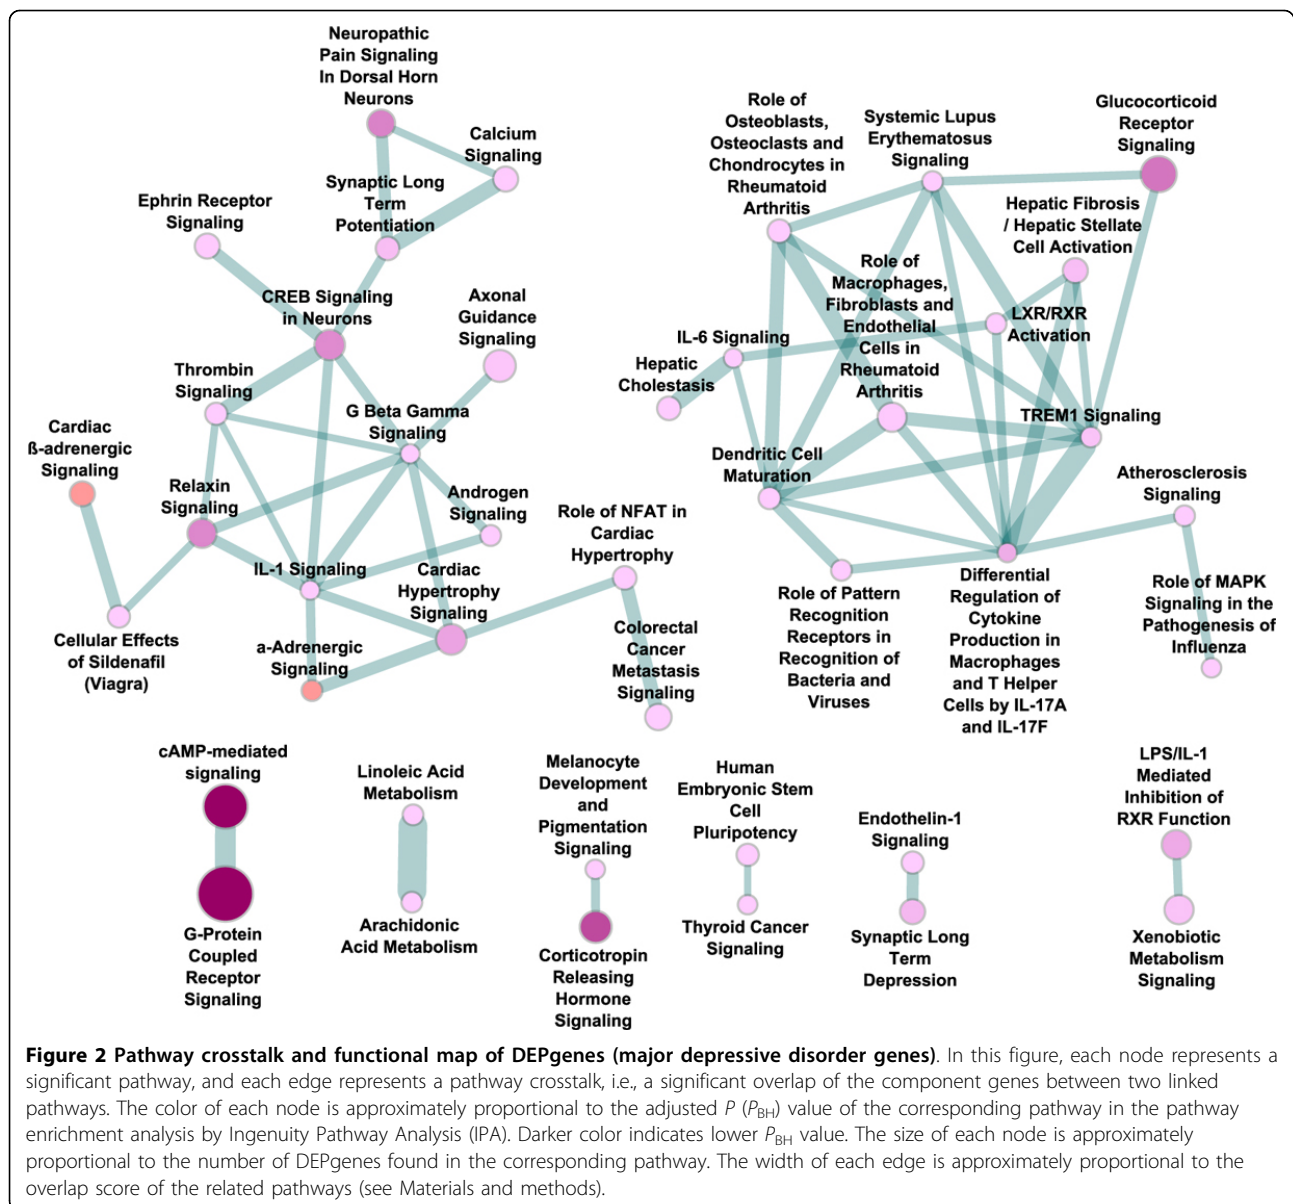 Neuropathic
Pain Signaling
In Dorsal Horn
Neurons
Calcium
Signaling
Synaptic Long
Term
Potentiation
Ephrin Receptor
Signaling
CREB Signaling
in Neurons
Axonal
Guidance
Signaling
Thrombin
Signaling
G Beta Gamma
Signaling
Cardiac
ß-adrenergic
Signaling
Relaxin
Signaling
Androgen
Signaling
IL-1 Signaling
Cardiac
Hypertrophy
Signaling
Role of NFAT in
Cardiac
Hypertrophy
Cellular Effects
of Sildenafil
(Viagra)
a-Adrenergic
Signaling
Colorectal
Cancer
Metastasis
Signaling
Role of
Osteoblasts,
Osteoclasts and
Chondrocytes in
Rheumatoid
Arthritis
Systemic Lupus
Erythematosus
Signaling
Glucocorticoid
Receptor
Signaling
Hepatic Fibrosis
/ Hepatic Stellate
Cell Activation
Role of
Macrophages,
Fibroblasts and
Endothelial
Cells in
Rheumatoid
Arthritis
LXR/RXR
Activation
IL-6 Signaling
Hepatic
Cholestasis
TREM1 Signaling
Dendritic Cell
Maturation
Atherosclerosis
Signaling
Role of Pattern
Recognition
Receptors in
Recognition of
Bacteria and
Viruses
Differential
Regulation of
Cytokine
Production in
Macrophages
and T Helper
Cells by IL-17A
and IL-17F
Role of MAPK
Signaling in the
Pathogenesis of
Influenza
cAMP-mediated
signaling
G-Protein
Coupled
Receptor
Signaling
Linoleic Acid
Metabolism
Arachidonic
Acid Metabolism
Melanocyte
Development
and
Pigmentation
Signaling
Corticotropin
Releasing
Hormone
Signaling
Human
Embryonic Stem
Cell
Pluripotency
Thyroid Cancer
Signaling
Endothelin-1
Signaling
Synaptic Long
Term
Depression
LPS/IL-1
Mediated
Inhibition of
RXR Function
Xenobiotic
Metabolism
Signaling
Figure 2 Pathway crosstalk and functional map of DEPgenes (major depressive disorder genes). In this figure, each node represents a
significant pathway, and each edge represents a pathway crosstalk, i.e., a significant overlap of the component genes between two linked
pathways. The color of each node is approximately proportional to the adjusted P (PBH) value of the corresponding pathway in the pathway
enrichment analysis by Ingenuity Pathway Analysis (IPA). Darker color indicates lower PBH value. The size of each node is approximately
proportional to the number of DEPgenes found in the corresponding pathway. The width of each edge is approximately proportional to the
overlap score of the related pathways (see Materials and methods).